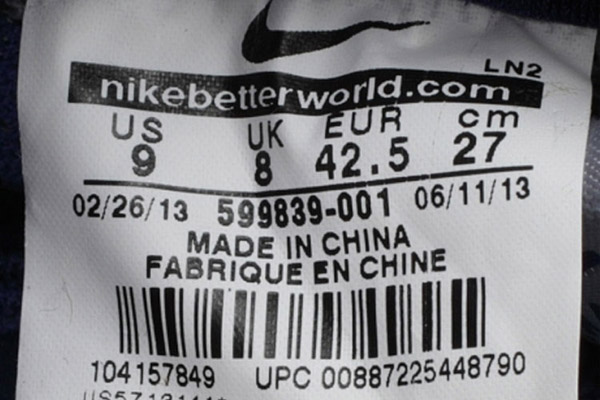 LN2
nikebetterworld.com
US UK EUR cm
9 8 42.5 27
02/26/13 599839-001 06/11/13
MADE IN CHINA
FABRIQUE EN CHINE
104157849 UPC 00887225448790